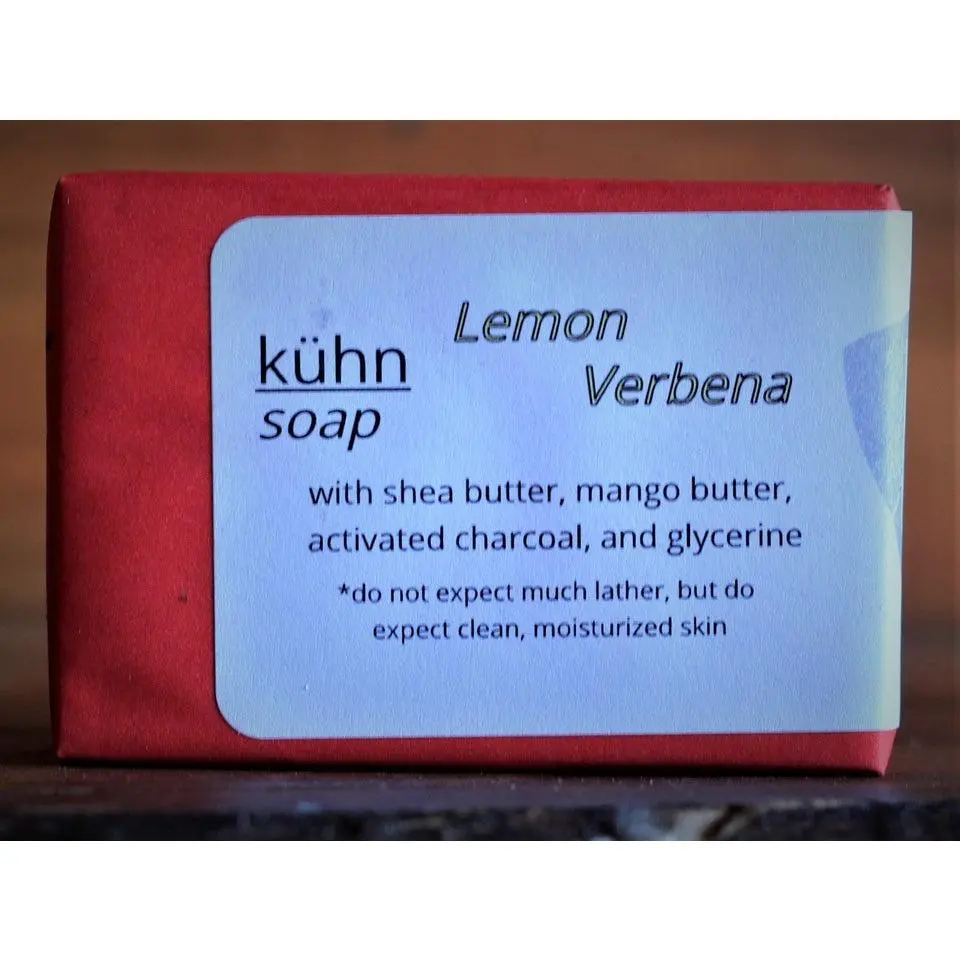 kühn
soap
Lemon
Verbena
with shea butter, mango butter,
activated charcoal, and glycerine
*do not expect much lather, but do
expect clean, moisturized skin